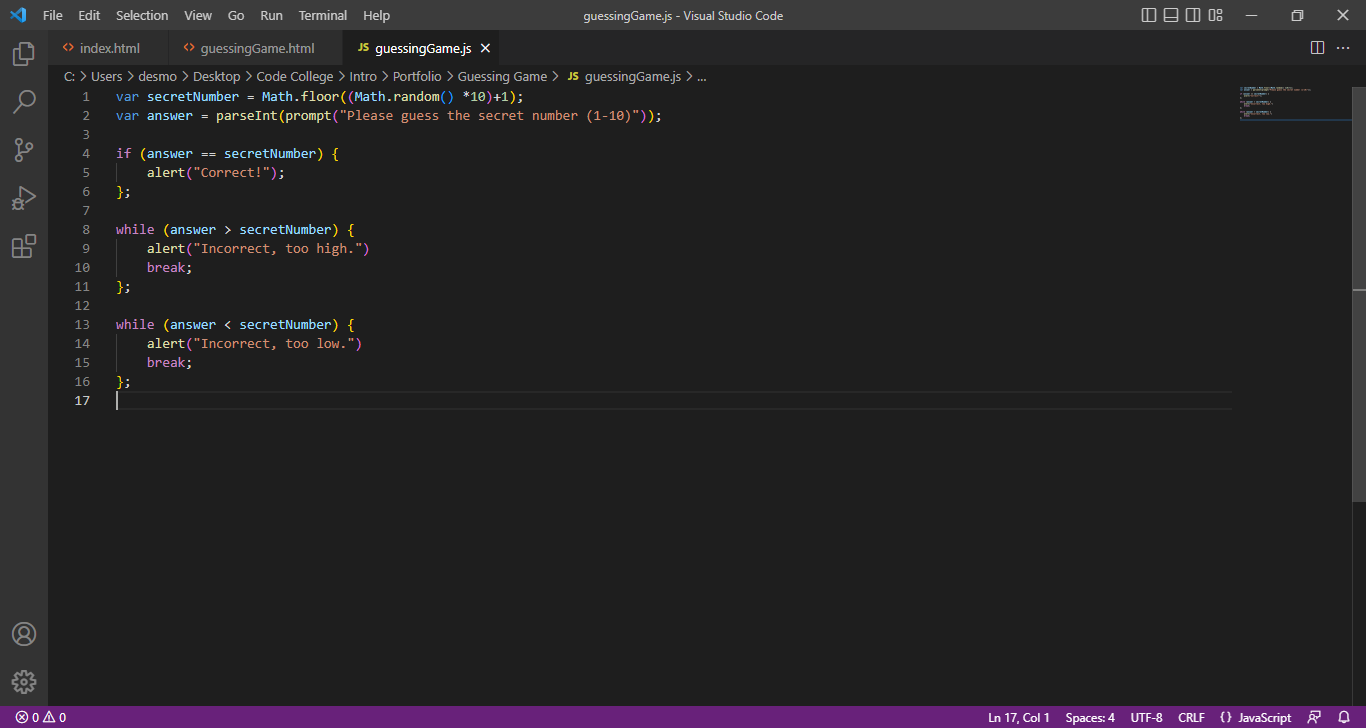 File Edit Selection View Go Run Terminal Help guessingGame.js - Visual Studio Code
index.html guessingGame.html JS guessingGame.js
C: > Users > desmo > Desktop > Code College > Intro > Portfolio > Guessing Game > JS guessingGame.js > ...
1 var secretNumber = Math.floor((Math.random() *10)+1);
2 var answer = parseInt(prompt("Please guess the secret number (1-10)"));
3
4 if (answer == secretNumber) {
5     alert("Correct!");
6 };
7
8 while (answer > secretNumber) {
9     alert("Incorrect, too high.")
10     break;
11 };
12
13 while (answer < secretNumber) {
14     alert("Incorrect, too low.")
15     break;
16 };
17
0 0 Ln 17, Col 1 Spaces: 4 UTF-8 CRLF {} JavaScript